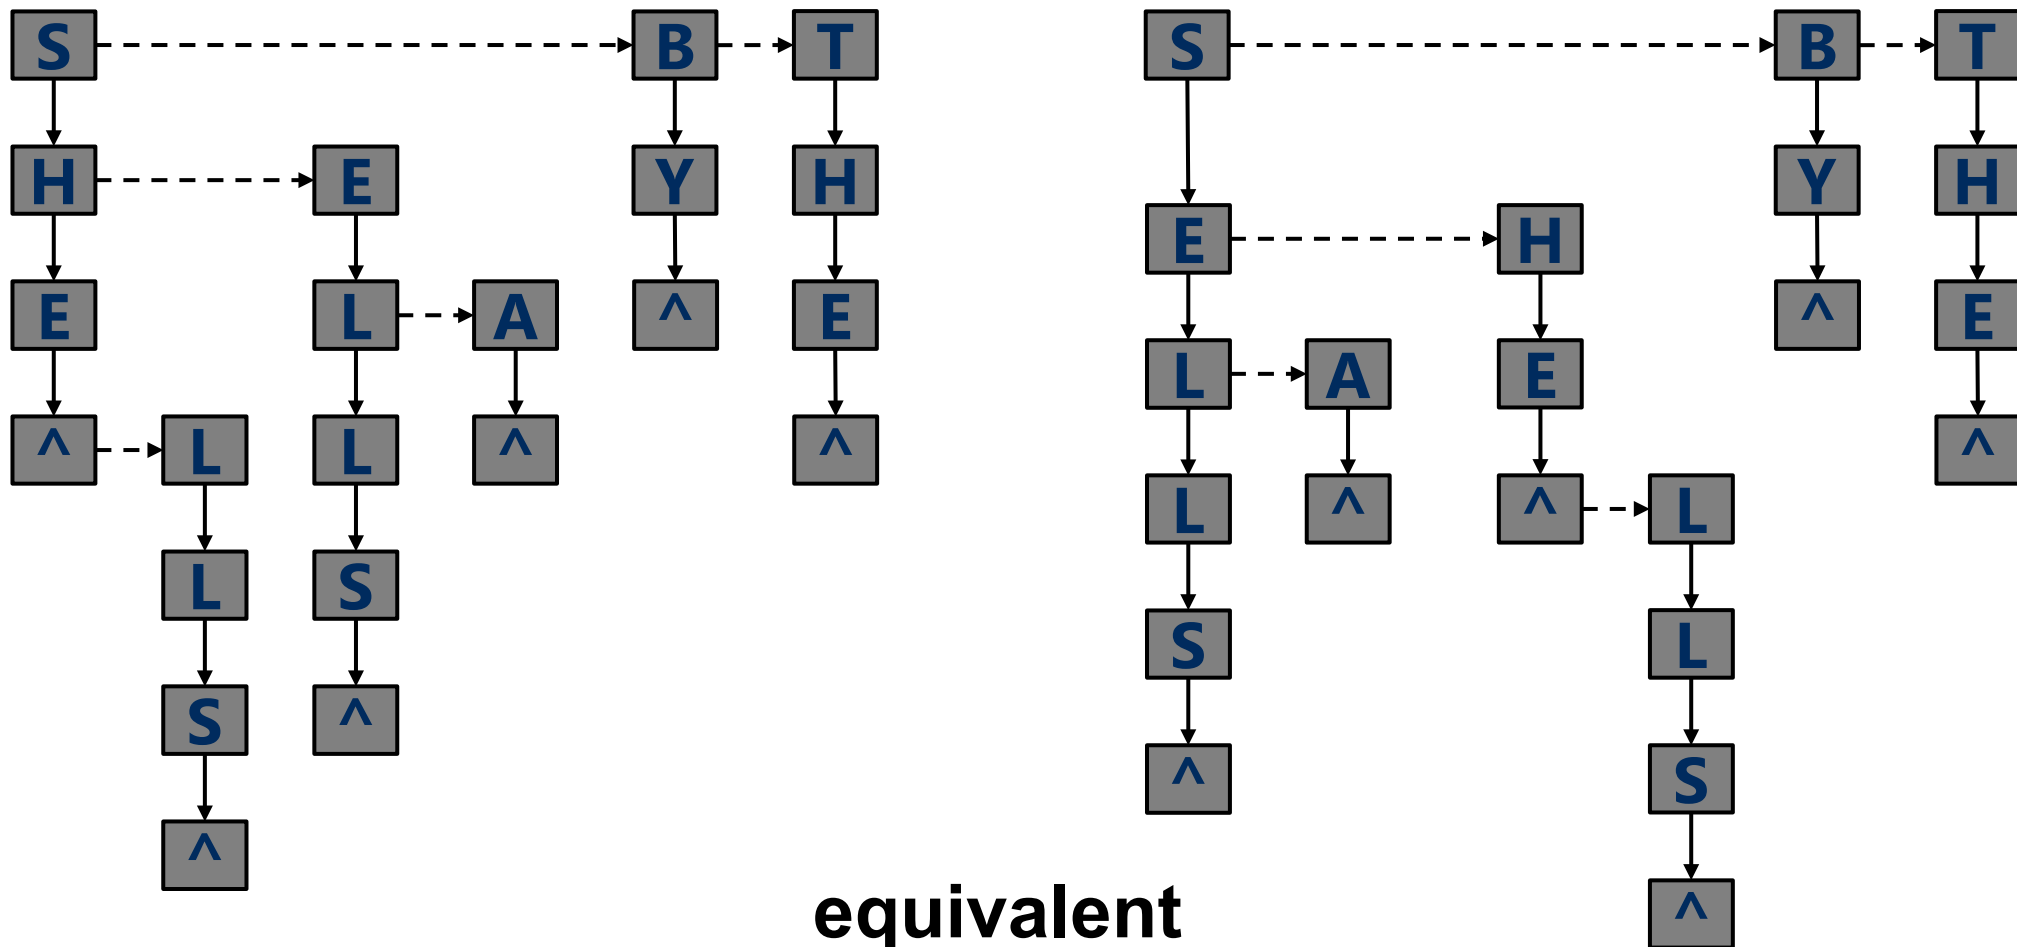 S B T S B T
H E Y H Y H
E H
E L A ^ E ^ E
L A E
^ L L ^ ^ ^
L ^ ^ L
L S
S L
S ^
^ S
^
equivalent ^